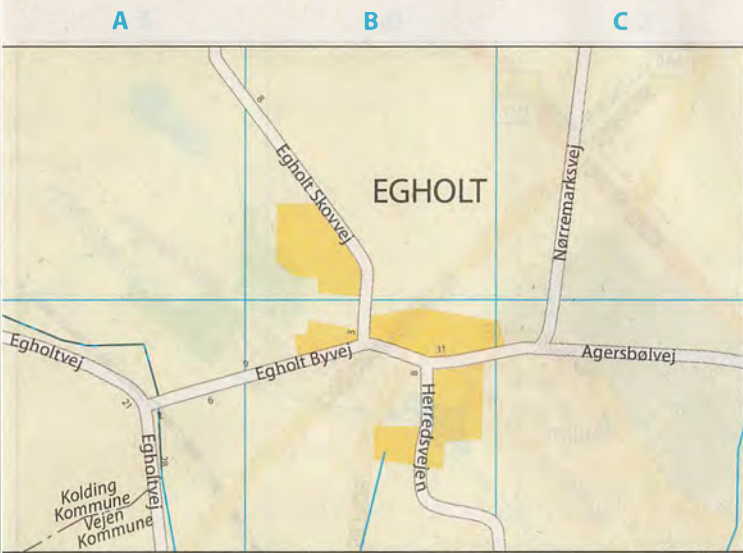 A B C
8
Egholt Skovvej
EGHOLT
Nørremarksvej
3
31
Egholtvej
9
Egholt Byvej
8
Agersbølvej
21
6
Herredsvejen
Egholtvej
28
Kolding
Kommune
Vejen
Kommune